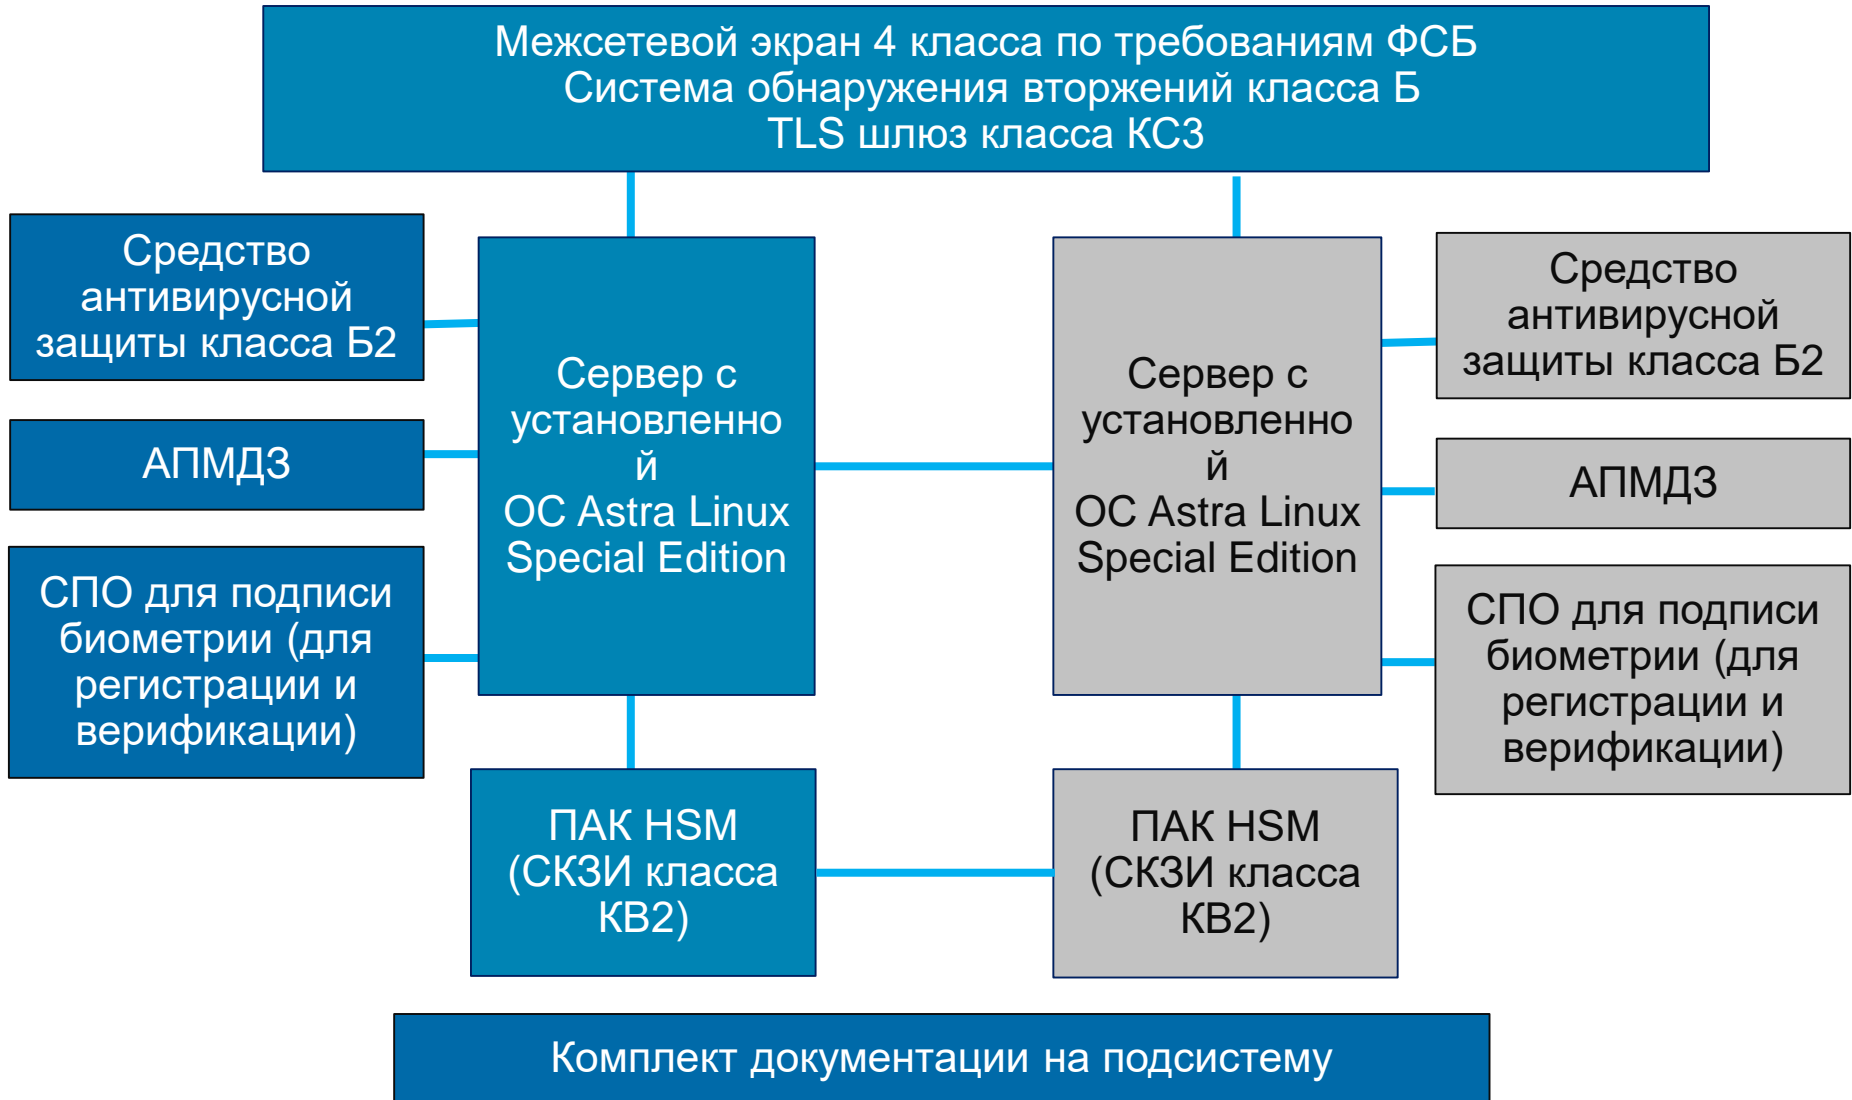 Межсетевой экран 4 класса по требованиям ФСБ
Система обнаружения вторжений класса Б
TLS шлюз класса КС3
Средство
антивирусной
защиты класса Б2
АПМДЗ
СПО для подписи
биометрии (для
регистрации и
верификации)
Сервер с
установленно
й
ОС Astra Linux
Special Edition
Сервер с
установленно
й
ОС Astra Linux
Special Edition
Средство
антивирусной
защиты класса Б2
АПМДЗ
СПО для подписи
биометрии (для
регистрации и
верификации)
ПАК HSM
(СКЗИ класса
КВ2)
ПАК HSM
(СКЗИ класса
КВ2)
Комплект документации на подсистему